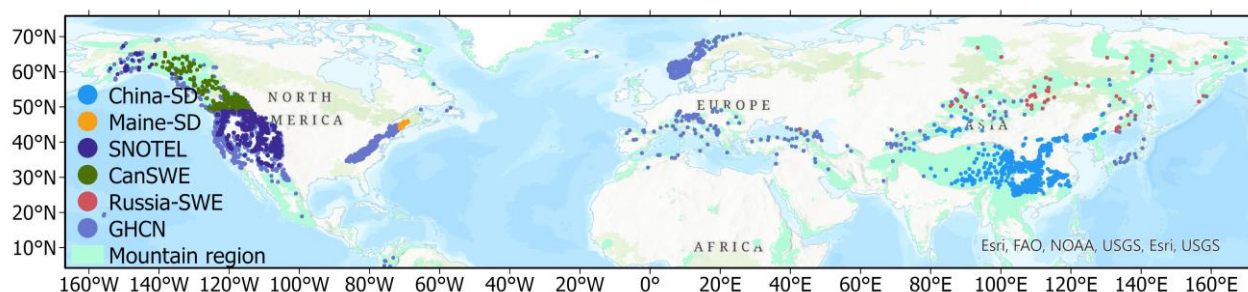 70°N
60°N
50°N
40°N
30°N
20°N
10°N
China-SD
Maine-SD
SNOTEL
CanSWE
Russia-SWE
GHCN
Mountain region
NORTH
AMERICA
EUROPE
ASIA
AFRICA
Esri, FAO, NOAA, USGS, Esri, USGS
160°W 140°W 120°W 100°W 80°W 60°W 40°W 20°W 0° 20°E 40°E 60°E 80°E 100°E 120°E 140°E 160°E